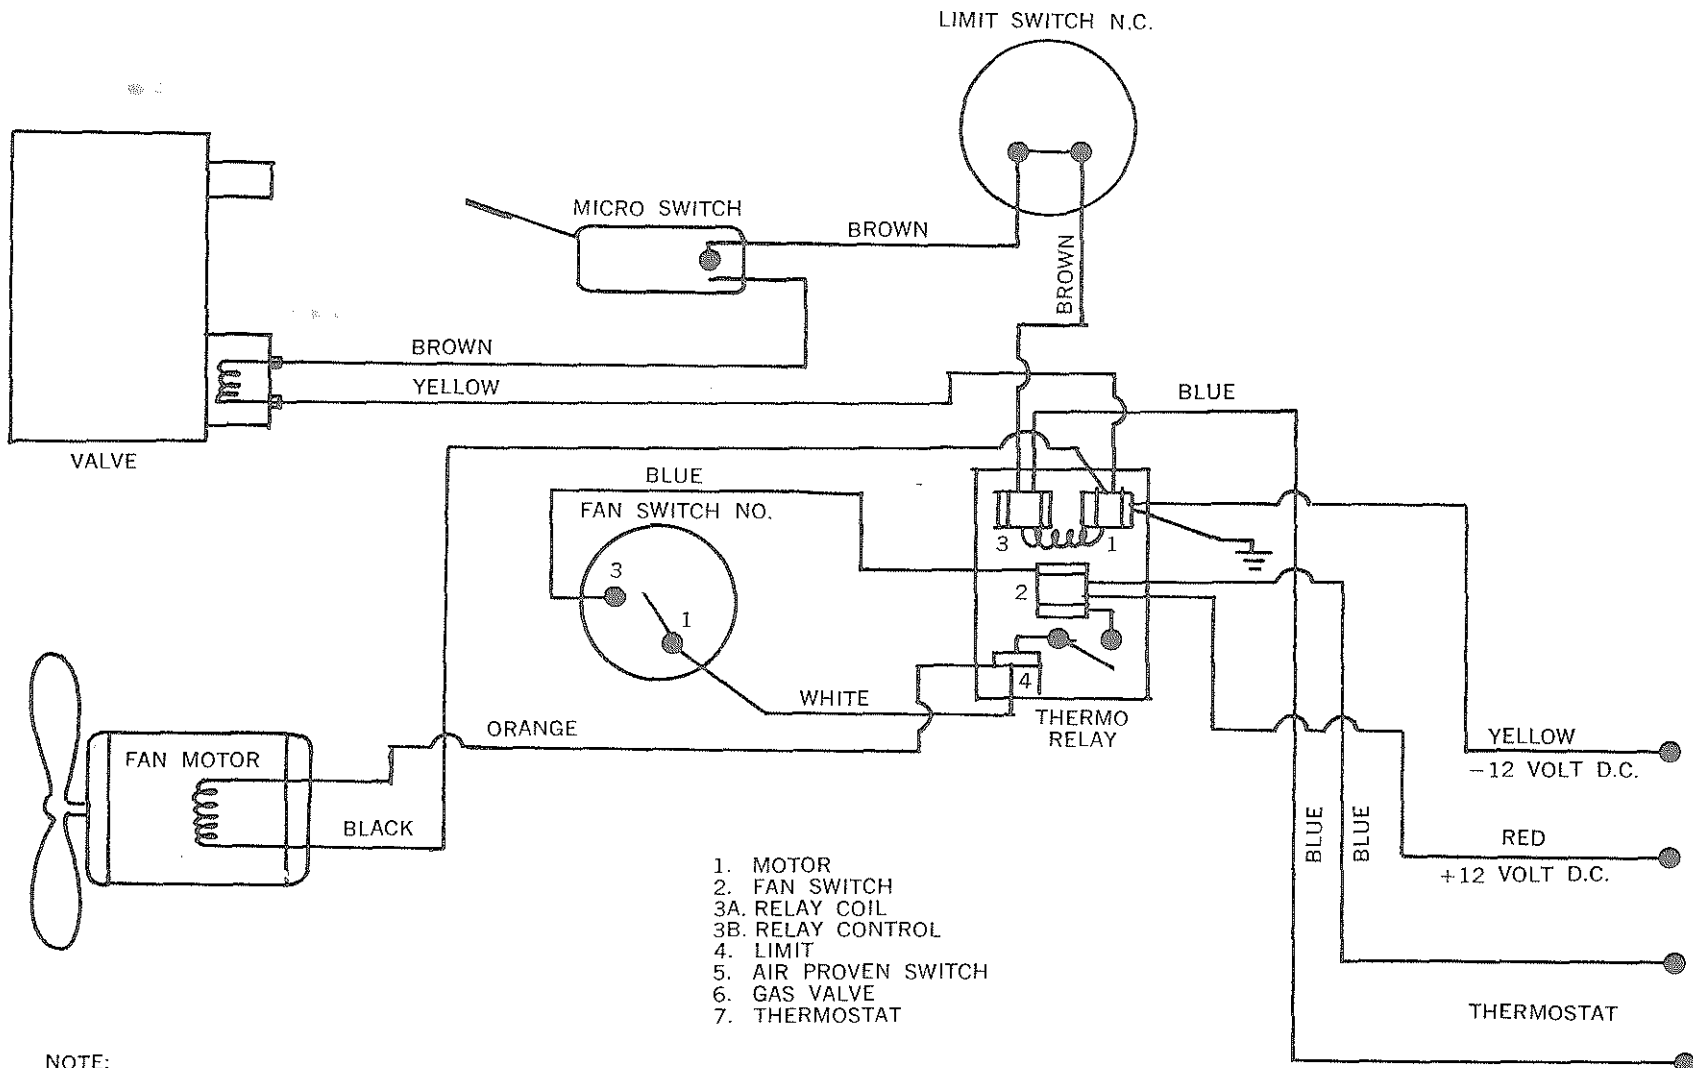 LIMIT SWITCH N.C.
MICRO SWITCH
BROWN
BROWN
BROWN
YELLOW
BLUE
VALVE
BLUE
FAN SWITCH NO.
3
1
3
1
2
4
WHITE
THERMO
RELAY
ORANGE
FAN MOTOR
BLACK
YELLOW
-12 VOLT D.C.
BLUE
BLUE
RED
+12 VOLT D.C.
1. MOTOR
2. FAN SWITCH
3A. RELAY COIL
3B. RELAY CONTROL
4. LIMIT
5. AIR PROVEN SWITCH
6. GAS VALVE
7. THERMOSTAT
THERMOSTAT
NOTE: